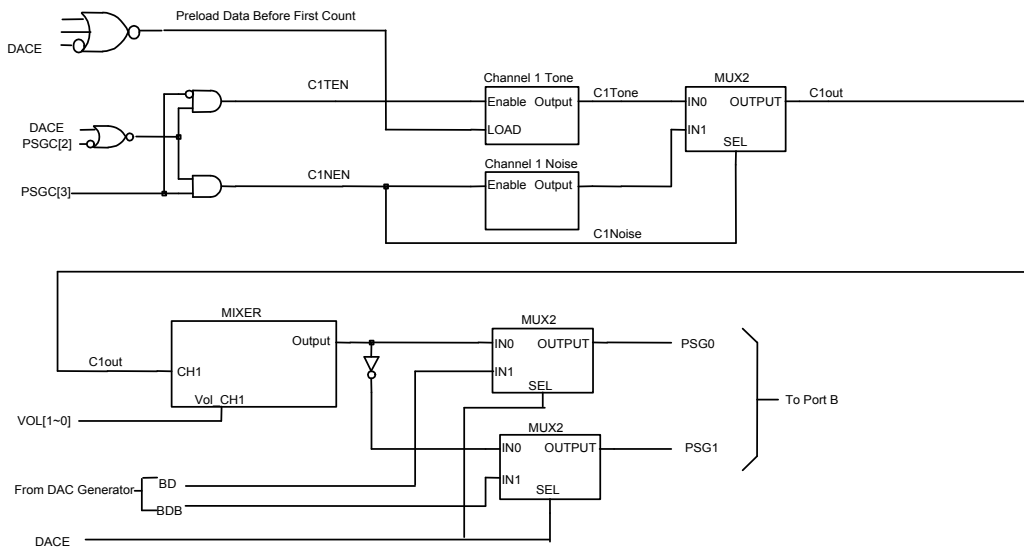 Preload Data Before First Count
DACE
C1TEN
Channel 1 Tone
Enable Output
LOAD
C1Tone
MUX2
IN0 OUTPUT
IN1
SEL
C1out
DACE
PSGC[2]
PSGC[3]
C1NEN
Channel 1 Noise
Enable Output
C1Noise
MIXER
Output
C1out
CH1
Vol_CH1
VOL[1~0]
MUX2
IN0 OUTPUT
IN1
SEL
PSG0
To Port B
MUX2
IN0 OUTPUT
IN1
SEL
PSG1
From DAC Generator
BD
BDB
DACE